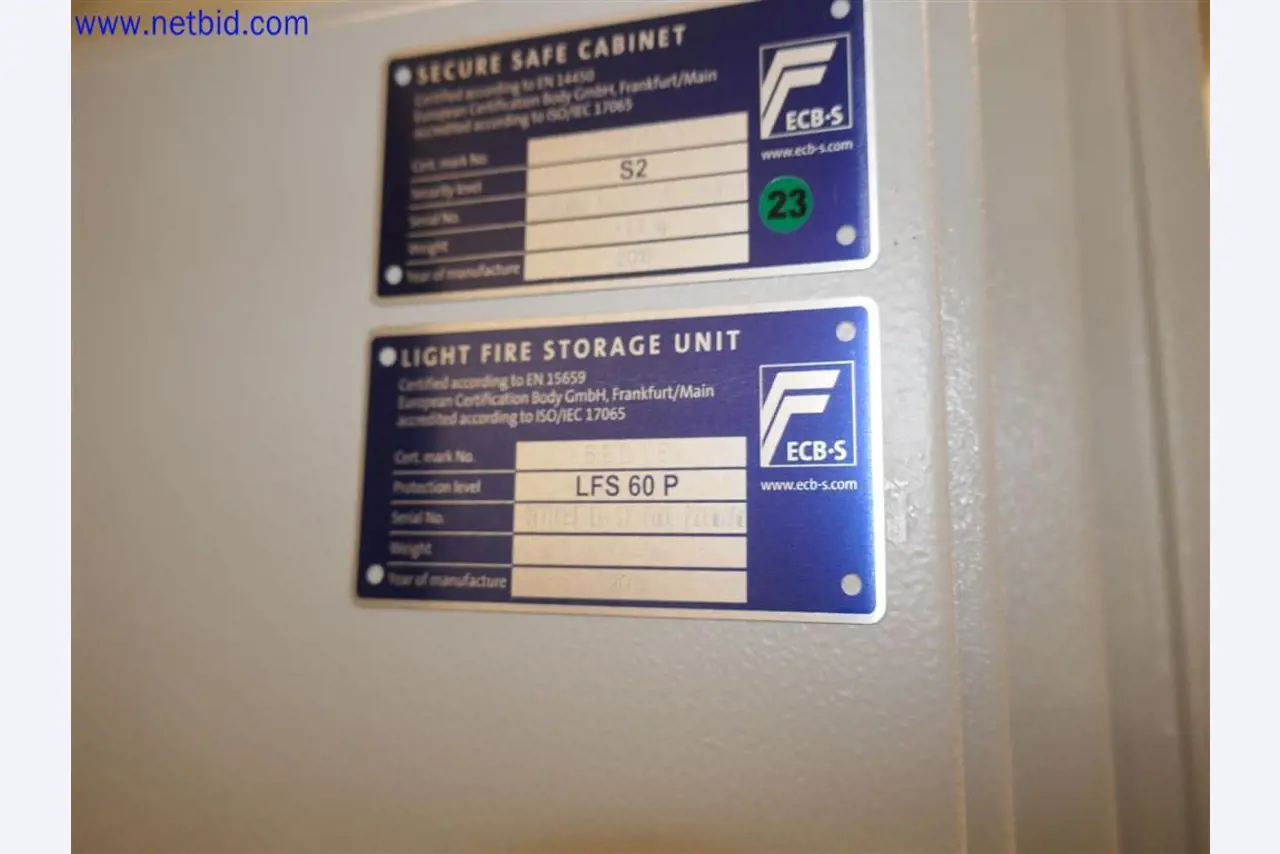 www.netbid.com
SECURE SAFE CABINET
Certified according to EN 14450
European Certification Body GmbH, Frankfurt/Main
accredited according to ISO/IEC 17065
ECB·S
www.ecb-s.com
Cert. mark No.
Security level S2
Serial No.
Weight
Year of manufacture
23
LIGHT FIRE STORAGE UNIT
Certified according to EN 15659
European Certification Body GmbH, Frankfurt/Main
accredited according to ISO/IEC 17065
ECB·S
www.ecb-s.com
Cert. mark No.
Protection level LFS 60 P
Serial No.
Weight
Year of manufacture